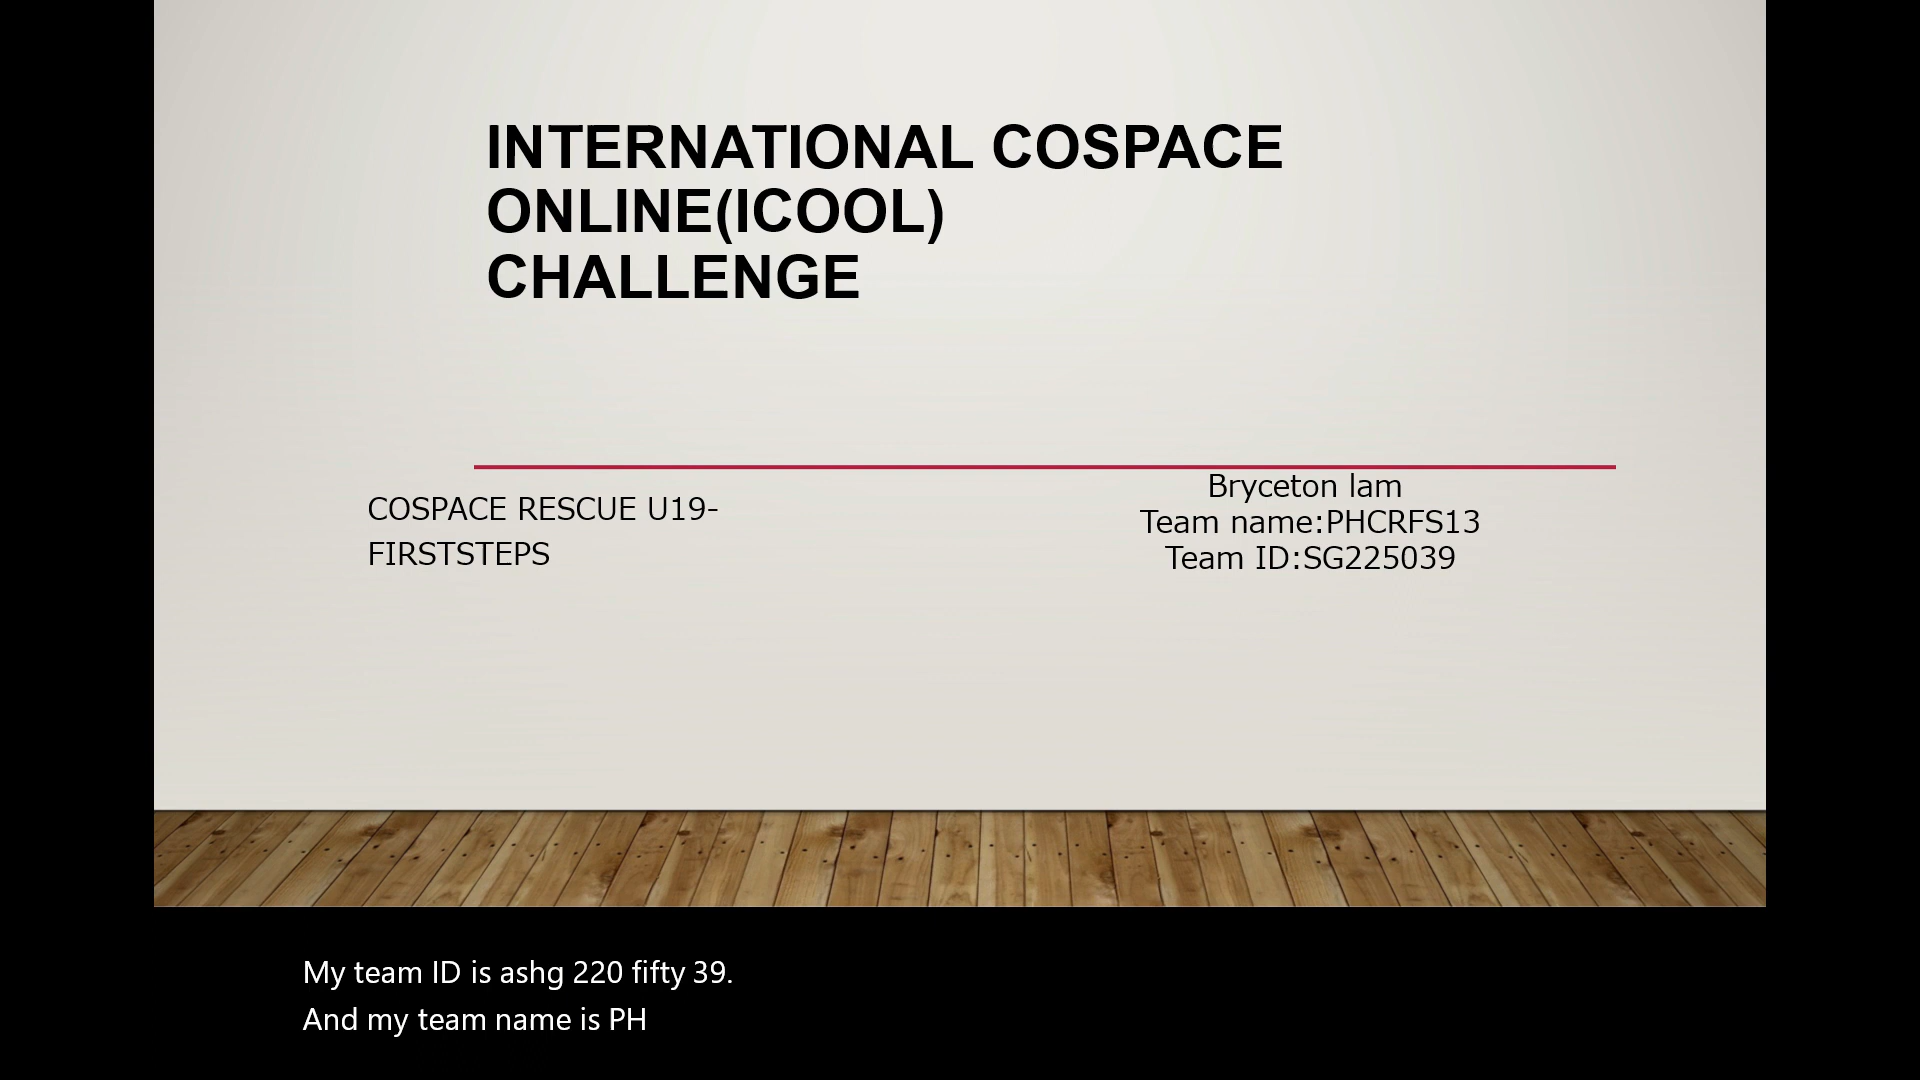 INTERNATIONAL COSPACE
ONLINE(ICOOL)
CHALLENGE
COSPACE RESCUE U19-
FIRSTSTEPS
Bryceton lam
Team name:PHCRFS13
Team ID:SG225039
My team ID is ashg 220 fifty 39.
And my team name is PH